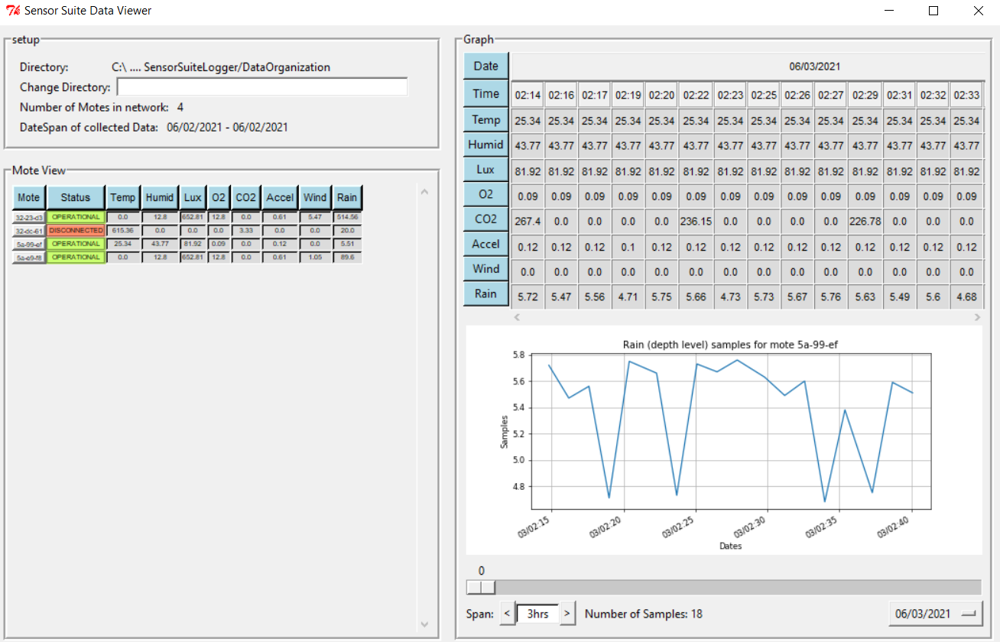 Sensor Suite Data Viewer
setup
Directory: C:\ .... SensorSuiteLogger/DataOrganization
Change Directory:
Number of Motes in network: 4
DateSpan of collected Data: 06/02/2021 - 06/02/2021
Mote View
Mote Status Temp Humid Lux O2 CO2 Accel Wind Rain
32-23-d3 OPERATIONAL 0.0 12.8 652.81 12.8 0.0 0.61 5.47 514.56
32-dc-61 DISCONNECTED 615.36 0.0 0.0 0.0 3.33 0.0 0.0 20.0
5a-99-ef OPERATIONAL 25.34 43.77 81.92 0.09 0.0 0.12 0.0 5.51
5a-e9-f8 OPERATIONAL 0.0 12.8 652.81 12.8 0.0 0.61 1.05 89.6
Graph
Date 06/03/2021
Time 02:14 02:16 02:17 02:19 02:20 02:22 02:23 02:25 02:26 02:27 02:29 02:31 02:32 02:33
Temp 25.34 25.34 25.34 25.34 25.34 25.34 25.34 25.34 25.34 25.34 25.34 25.34 25.34 25.34
Humid 43.77 43.77 43.77 43.77 43.77 43.77 43.77 43.77 43.77 43.77 43.77 43.77 43.77 43.77
Lux 81.92 81.92 81.92 81.92 81.92 81.92 81.92 81.92 81.92 81.92 81.92 81.92 81.92 81.92
O2 0.09 0.09 0.09 0.09 0.09 0.09 0.09 0.09 0.09 0.09 0.09 0.09 0.09 0.09
CO2 267.4 0.0 0.0 0.0 0.0 236.15 0.0 0.0 0.0 0.0 226.78 0.0 0.0 0.0
Accel 0.12 0.12 0.12 0.1 0.12 0.12 0.12 0.12 0.12 0.12 0.12 0.12 0.12 0.12
Wind 0.0 0.0 0.0 0.0 0.0 0.0 0.0 0.0 0.0 0.0 0.0 0.0 0.0 0.0
Rain 5.72 5.47 5.56 4.71 5.75 5.66 4.73 5.73 5.67 5.76 5.63 5.49 5.6 4.68
Rain (depth level) samples for mote 5a-99-ef
5.8
5.6
5.4
5.2
5.0
4.8
Samples
03/02:15 03/02:20 03/02:25 03/02:30 03/02:35 03/02:40
Dates
0
Span: < 3hrs > Number of Samples: 18 06/03/2021